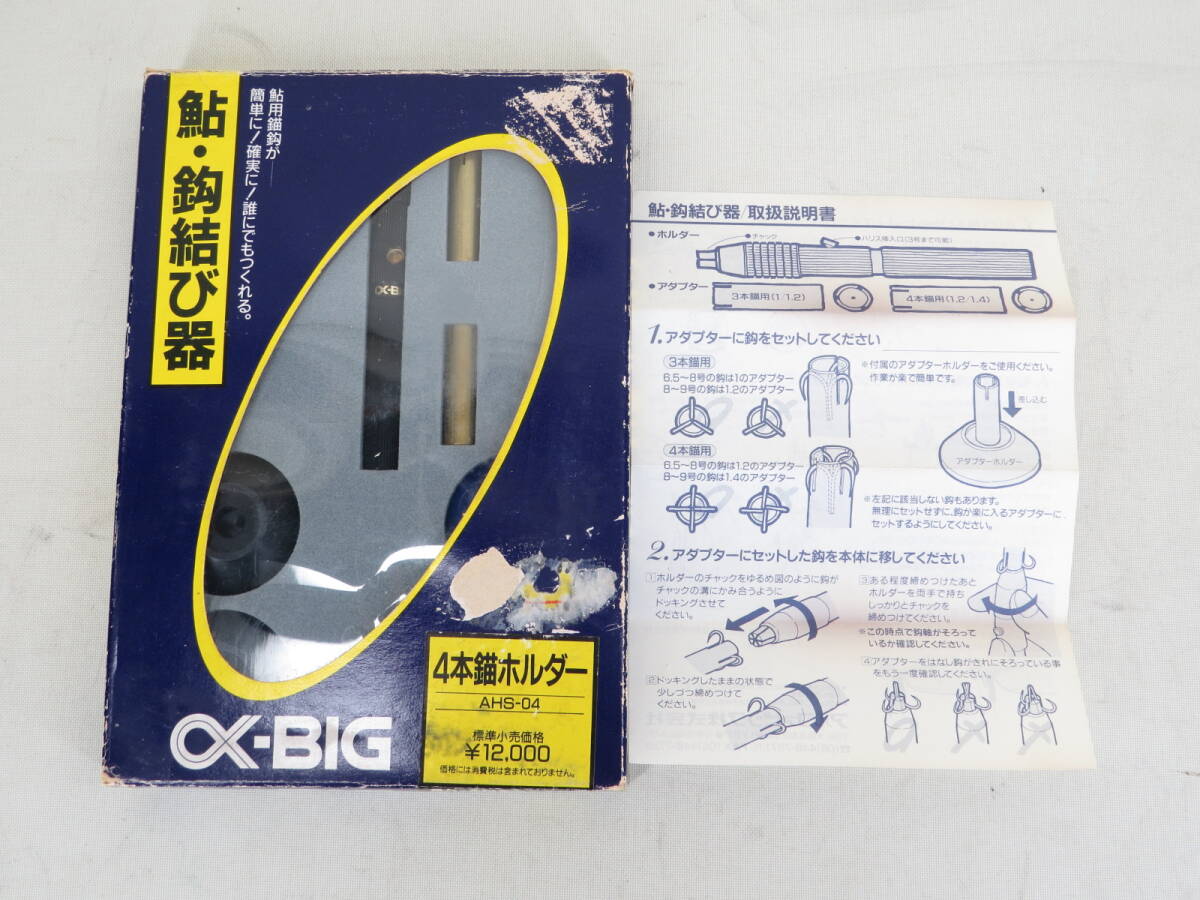 鮎・鈎結び器
鮎用錨鈎が――
簡単に!確実に!誰にでもつくれる。
α-B
4本錨ホルダー
AHS-04
標準小売価格
¥12,000
価格には消費税は含まれておりません。
α-BIG
鮎・鈎結び器/取扱説明書
●ホルダー
●チャック
●ハリス挿入口(3号まで可能)
●アダプター
3本錨用(1/1.2)
4本錨用(1.2/1.4)
1.アダプターに鈎をセットしてください
3本錨用
6.5〜8号の鈎は1のアダプター
8〜9号の鈎は1.2のアダプター
※付属のアダプターホルダーをご使用ください。
作業が楽で簡単です。
差し込む
アダプターホルダー
4本錨用
6.5〜8号の鈎は1.2のアダプター
8〜9号の鈎は1.4のアダプター
※左記に該当しない鈎もあります。
無理にセットせずに、鈎が楽に入るアダプターに
セットするようにしてください。
2.アダプターにセットした鈎を本体に移してください
1 ホルダーのチャックをゆるめ図のように鈎が
チャックの溝にかみ合うように
ドッキングさせて
ください。
2 ドッキングしたままの状態で
少しづつ締めつけて
ください。
3 ある程度締めつけたあと
ホルダーを両手で持ち
しっかりとチャックを
締めつけてください。
※この時点で鈎軸がそろって
いるか確認してください。
4 アダプターをはなし鈎がきれにそろっている事
をもう一度確認してください。